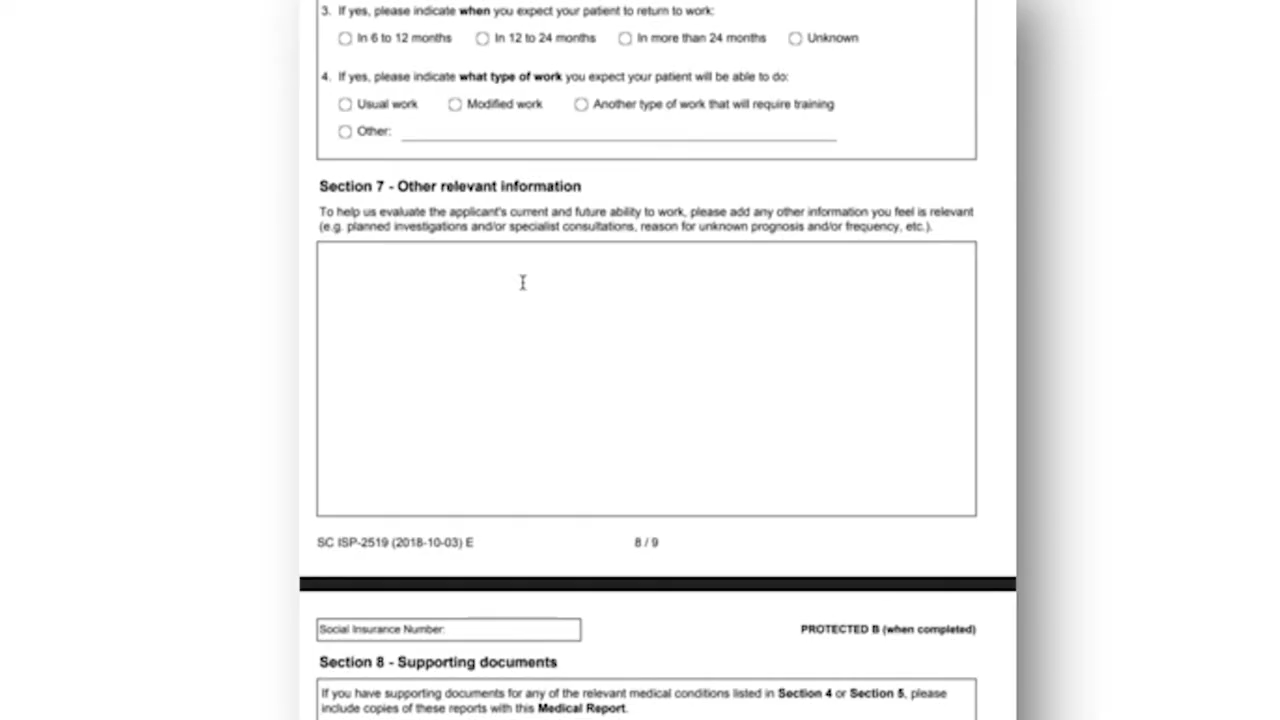 3. If yes, please indicate when you expect your patient to return to work:
In 6 to 12 months In 12 to 24 months In more than 24 months Unknown
4. If yes, please indicate what type of work you expect your patient will be able to do:
Usual work Modified work Another type of work that will require training
Other:
Section 7 - Other relevant information
To help us evaluate the applicant's current and future ability to work, please add any other information you feel is relevant
(e.g. planned investigations and/or specialist consultations, reason for unknown prognosis and/or frequency, etc.).
SC ISP-2519 (2018-10-03) E 8 / 9
Social Insurance Number: PROTECTED B (when completed)
Section 8 - Supporting documents
If you have supporting documents for any of the relevant medical conditions listed in Section 4 or Section 5, please
include copies of these reports with this Medical Report.